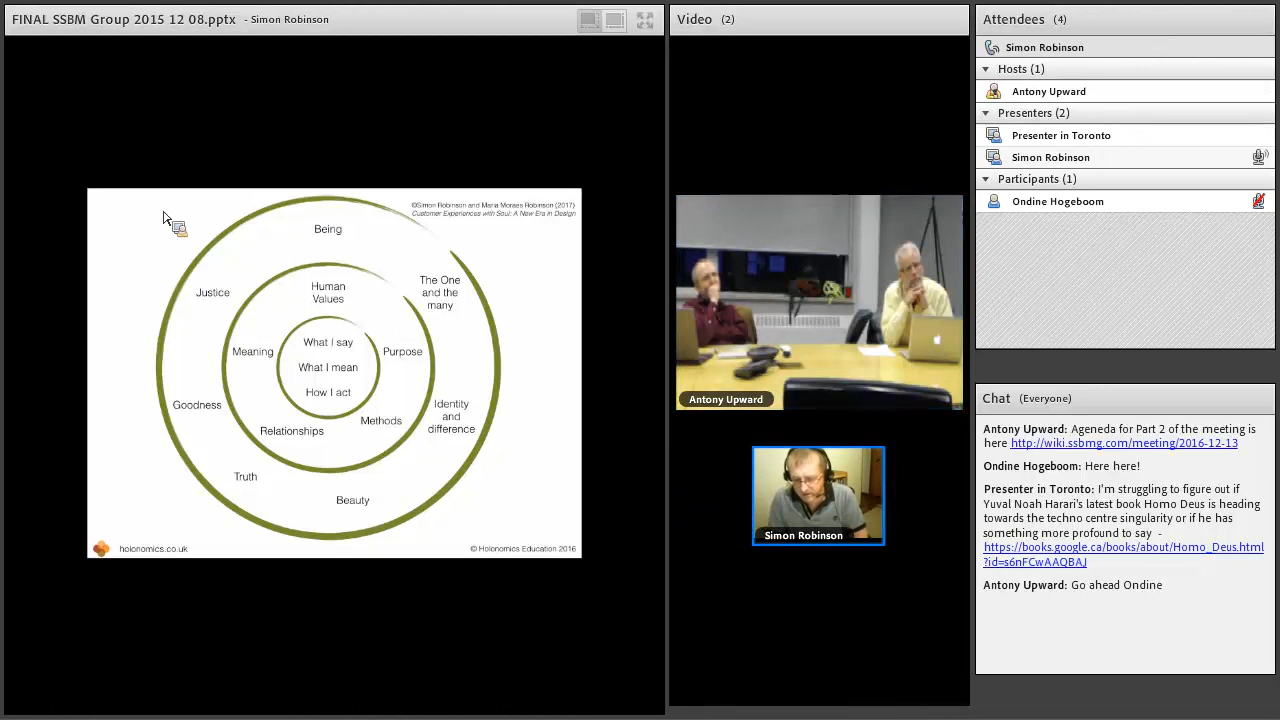 FINAL SSBM Group 2015 12 08.pptx - Simon Robinson
©Simon Robinson and Maria Moraes Robinson (2017)
Customer Experiences with Soul: A New Era in Design
Being
The One
and the
many
Justice
Human
Values
What I say
Meaning
Purpose
What I mean
How I act
Goodness
Identity
and
difference
Methods
Relationships
Truth
Beauty
holonomics.co.uk
© Holonomics Education 2016
Video (2)
Antony Upward
Simon Robinson
Attendees (4)
Simon Robinson
Hosts (1)
Antony Upward
Presenters (2)
Presenter in Toronto
Simon Robinson
Participants (1)
Ondine Hogeboom
Chat (Everyone)
Antony Upward: Ageneda for Part 2 of the meeting is
here http://wiki.ssbmg.com/meeting/2016-12-13
Ondine Hogeboom: Here here!
Presenter in Toronto: I'm struggling to figure out if
Yuval Noah Harari's latest book Homo Deus is heading
towards the techno centre singularity or if he has
something more profound to say -
https://books.google.ca/books/about/Homo_Deus.html
?id=s6nFCwAAQBAJ
Antony Upward: Go ahead Ondine